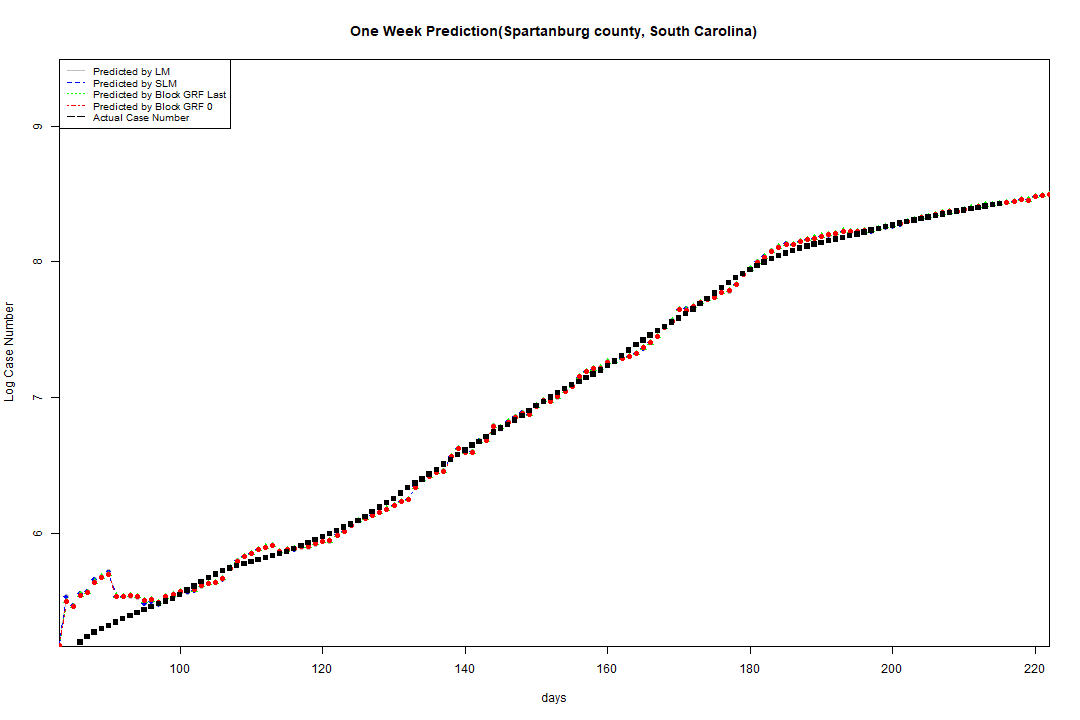 One Week Prediction(Spartanburg county, South Carolina)
Predicted by LM
Predicted by SLM
Predicted by Block GRF Last
Predicted by Block GRF 0
Actual Case Number
9
8
7
6
Log Case Number
100 120 140 160 180 200 220
days